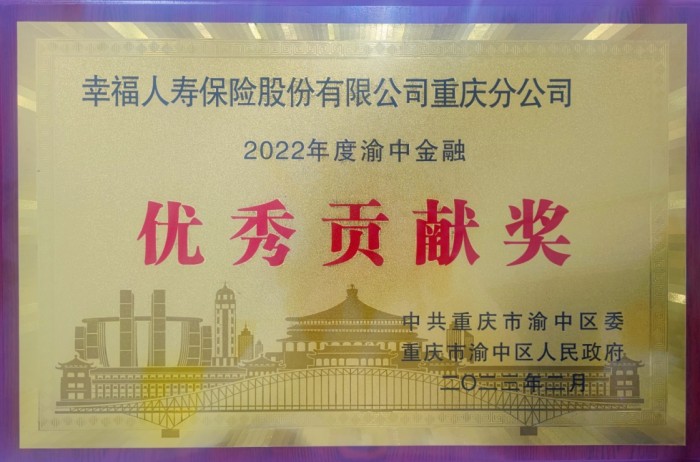 幸福人寿保险股份有限公司重庆分公司
2022年度渝中金融
优秀贡献奖
中共重庆市渝中区委
重庆市渝中区人民政府
二〇二三年二月